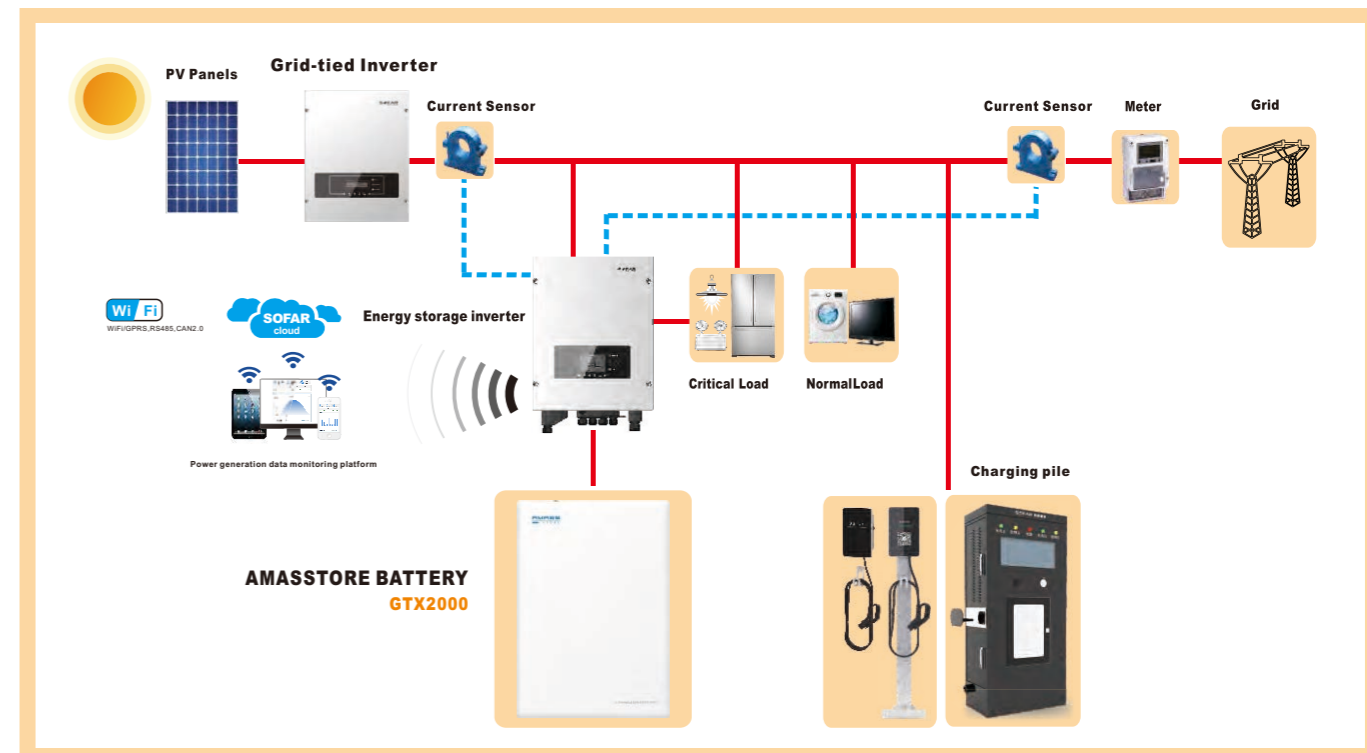 PV Panels
Grid-tied Inverter
Current Sensor
Current Sensor
Meter
Grid
Wi Fi
WIFI/GPRS,RS485,CAN2.0
SOFAR
cloud
Energy storage inverter
Critical Load
NormalLoad
Power generation data monitoring platform
Charging pile
AMASSTORE BATTERY
GTX2000